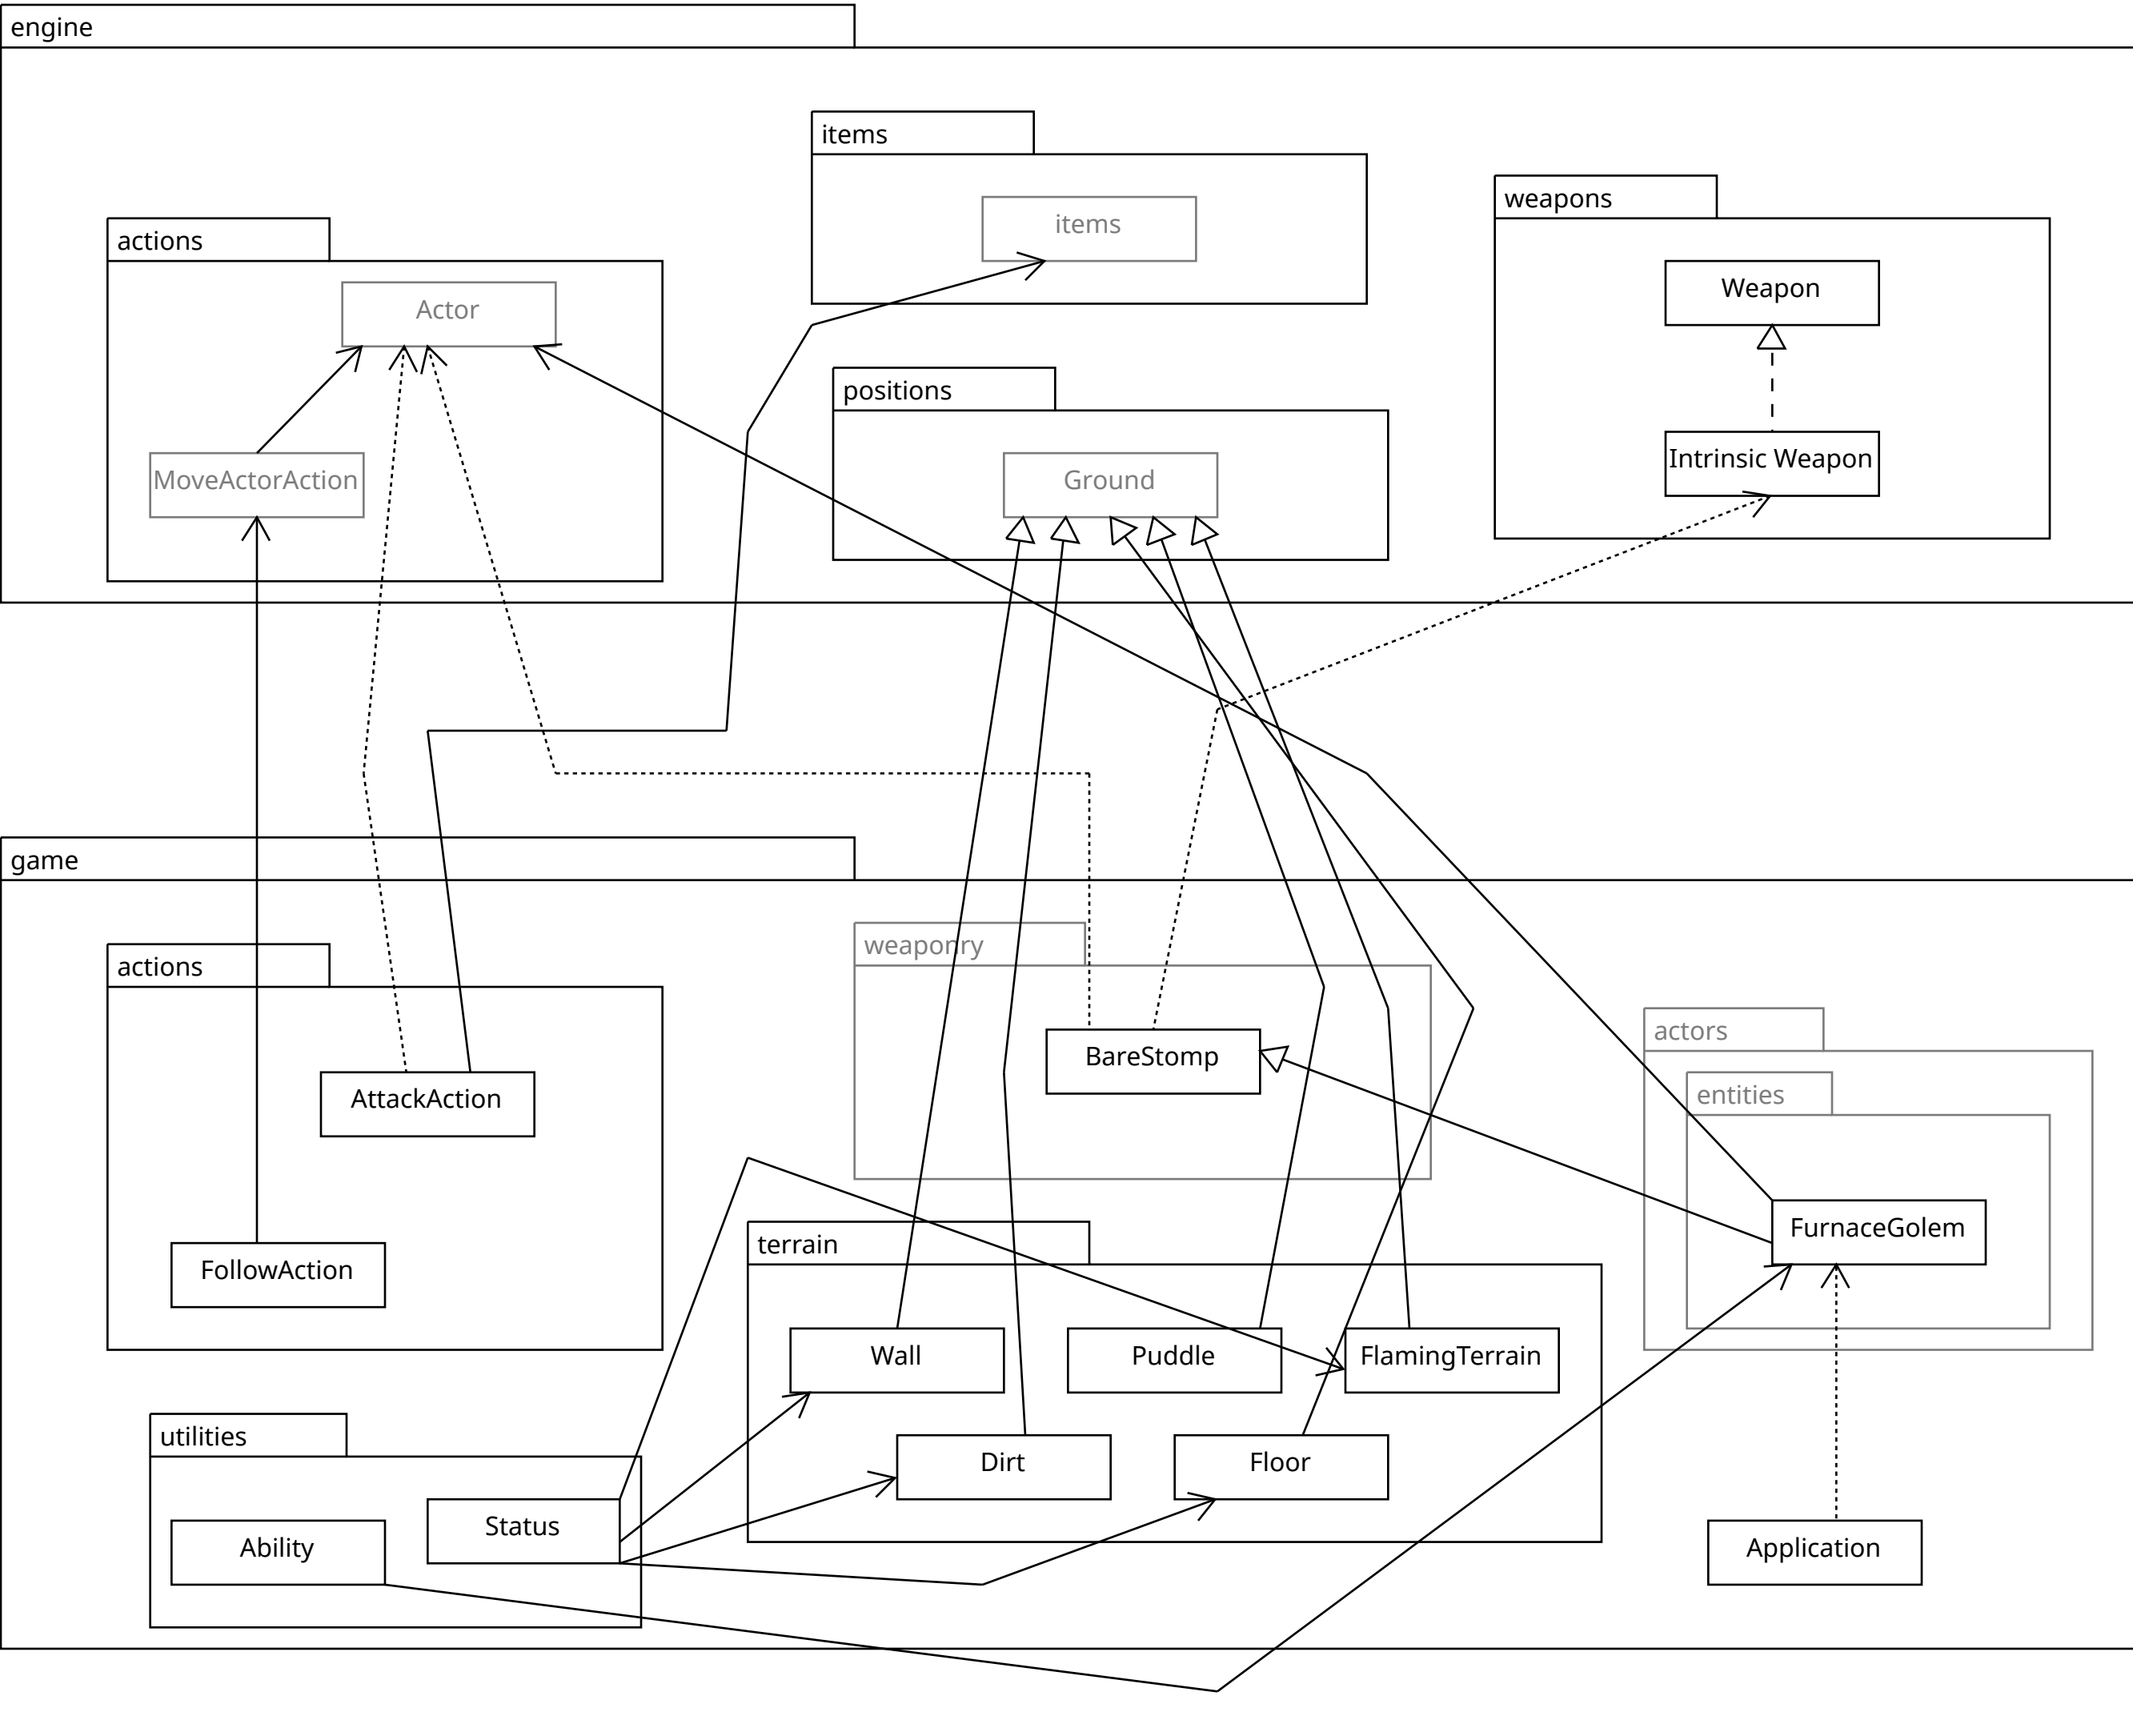 engine
items
items
weapons
actions
Weapon
Actor
positions
Intrinsic Weapon
MoveActorAction
Ground
game
weaponry
actions
actors
BareStomp
entities
AttackAction
FurnaceGolem
terrain
FollowAction
Wall
Puddle
FlamingTerrain
utilities
Dirt
Floor
Status
Ability
Application